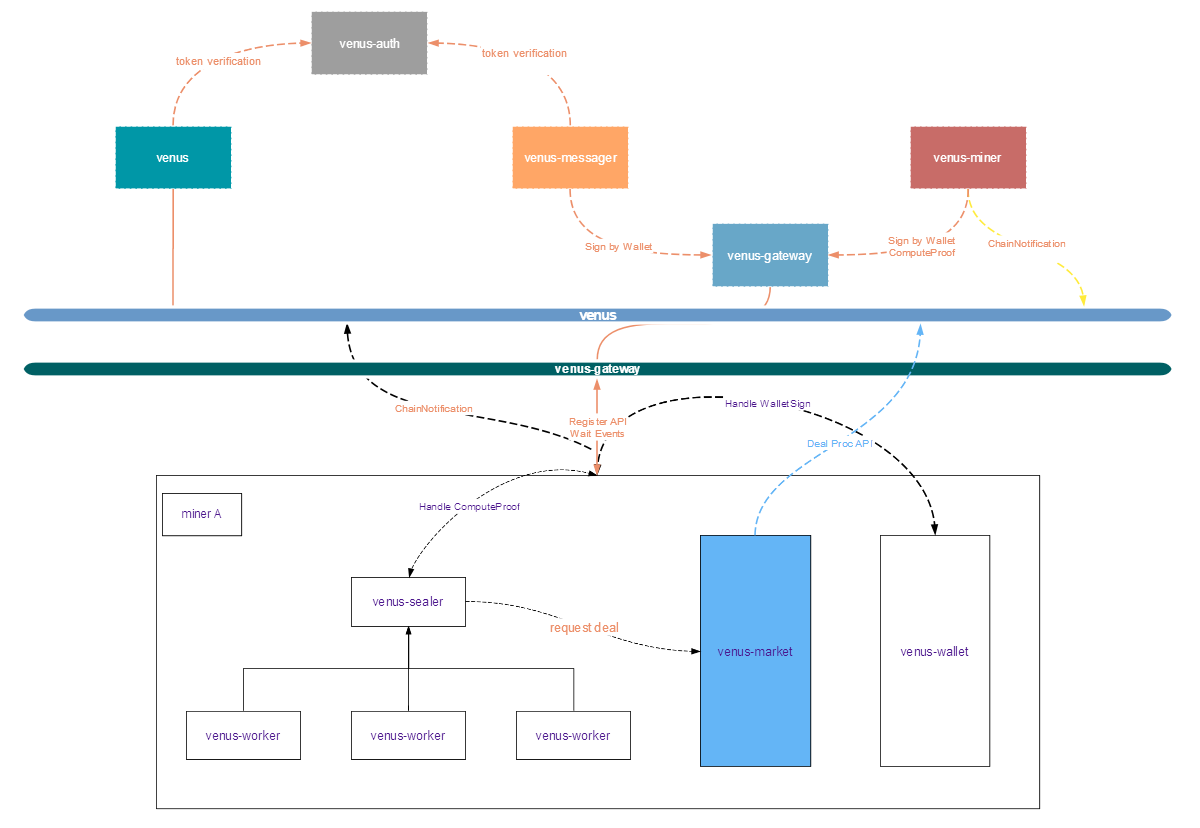 venus-auth
token verification
token verification
venus
venus-messager
venus-miner
Sign by Wallet
venus-gateway
Sign by Wallet
ComputeProof
ChainNotification
venus
venus-gateway
ChainNotification
Register API
Wait Events
Handle WalletSign
Deal Proc API
miner A
Handle ComputeProof
venus-sealer
request deal
venus-market
venus-wallet
venus-worker
venus-worker
venus-worker